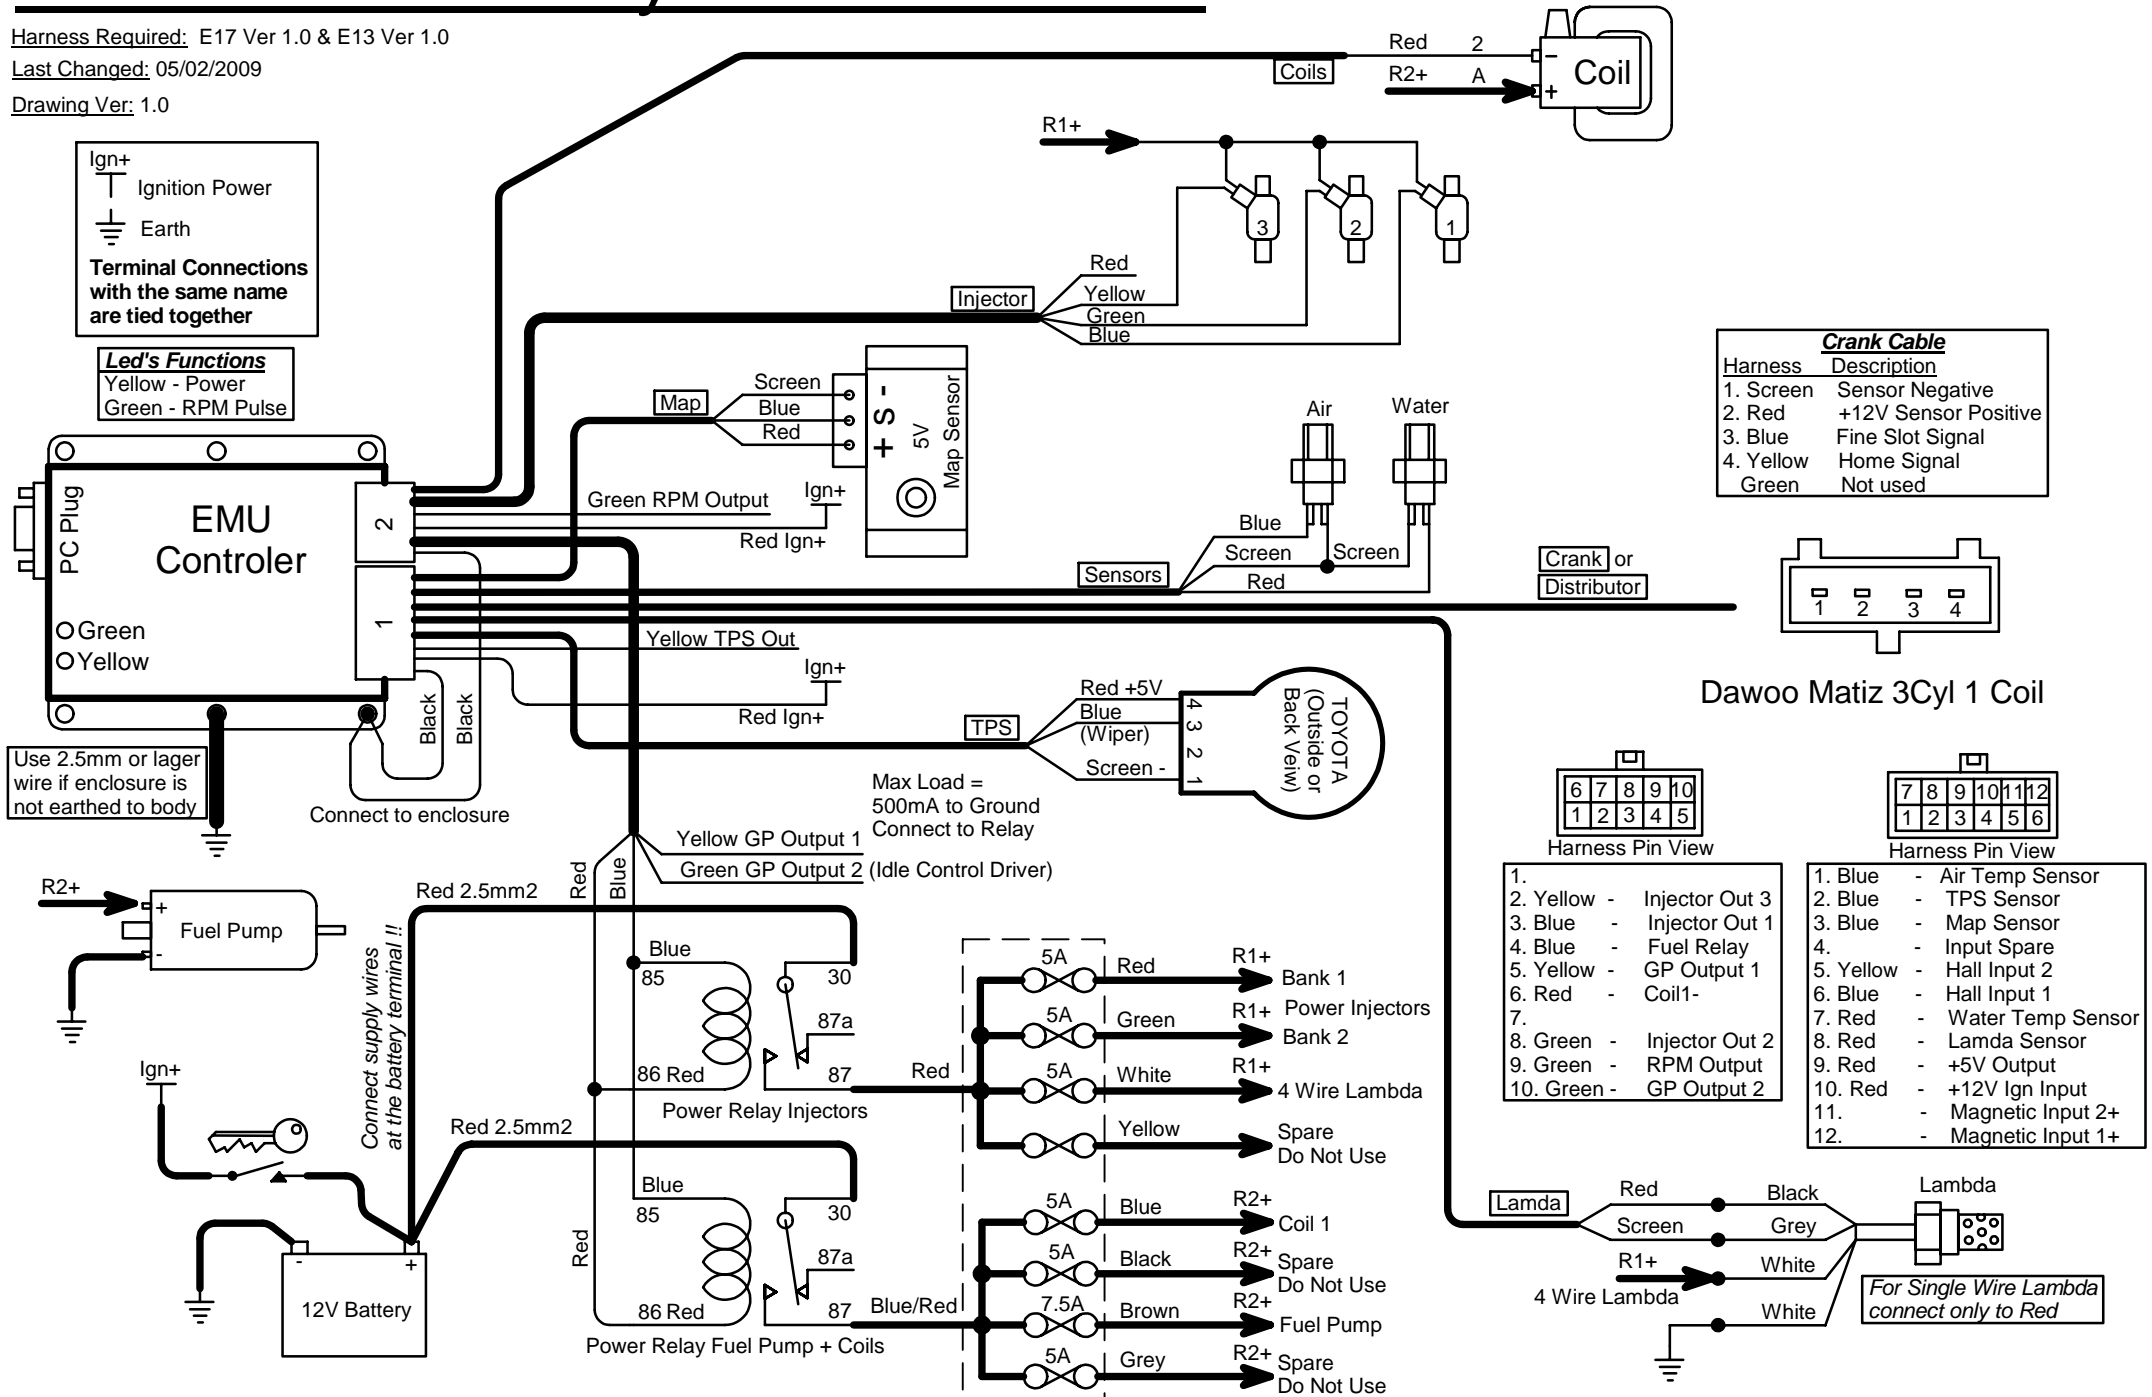 Harness Required: E17 Ver 1.0 & E13 Ver 1.0
Last Changed: 05/02/2009
Drawing Ver: 1.0
Ign+
Ignition Power
Earth
Terminal Connections
with the same name
are tied together
Led's Functions
Yellow - Power
Green - RPM Pulse
Red 2
R2+ A
Coils
Coil
-
+
R1+
3
2
1
Injector
Red
Yellow
Green
Blue
Map
Screen
Blue
Red
+ S -
5V
Map Sensor
PC Plug
EMU
Controler
2
1
Green
Yellow
Green RPM Output
Ign+
Red Ign+
Air
Water
Blue
Screen
Screen
Red
Sensors
Crank or
Distributor
Crank Cable
Harness Description
1. Screen Sensor Negative
2. Red +12V Sensor Positive
3. Blue Fine Slot Signal
4. Yellow Home Signal
Green Not used
1 2 3 4
Dawoo Matiz 3Cyl 1 Coil
Yellow TPS Out
Ign+
Red Ign+
Black
Black
Connect to enclosure
Use 2.5mm or lager
wire if enclosure is
not earthed to body
TPS
Red +5V
Blue
(Wiper)
Screen -
4
3
2
1
TOYOTA
(Outside or
Back Veiw)
Max Load =
500mA to Ground
Connect to Relay
Yellow GP Output 1
Green GP Output 2 (Idle Control Driver)
Red
Blue
6 7 8 9 10
1 2 3 4 5
Harness Pin View
1.
2. Yellow - Injector Out 3
3. Blue - Injector Out 1
4. Blue - Fuel Relay
5. Yellow - GP Output 1
6. Red - Coil1-
7.
8. Green - Injector Out 2
9. Green - RPM Output
10. Green - GP Output 2
7 8 9 10 11 12
1 2 3 4 5 6
Harness Pin View
1. Blue - Air Temp Sensor
2. Blue - TPS Sensor
3. Blue - Map Sensor
4. - Input Spare
5. Yellow - Hall Input 2
6. Blue - Hall Input 1
7. Red - Water Temp Sensor
8. Red - Lamda Sensor
9. Red - +5V Output
10. Red - +12V Ign Input
11. - Magnetic Input 2+
12. - Magnetic Input 1+
R2+
+
-
Fuel Pump
Red 2.5mm2
Connect supply wires
at the battery terminal !!
Blue
85
30
87a
86 Red
87
Power Relay Injectors
Red
5A
Red
R1+
Bank 1
Power Injectors
5A
Green
R1+
Bank 2
5A
White
R1+
4 Wire Lambda
Yellow
Spare
Do Not Use
Ign+
Red 2.5mm2
- +
12V Battery
Red
Blue
85
30
87a
86 Red
87
Power Relay Fuel Pump + Coils
Blue/Red
5A
Blue
R2+
Coil 1
5A
Black
R2+
Spare
Do Not Use
7.5A
Brown
R2+
Fuel Pump
5A
Grey
R2+
Spare
Do Not Use
Lamda
Red
Black
Screen
Grey
R1+
White
4 Wire Lambda
White
Lambda
For Single Wire Lambda
connect only to Red